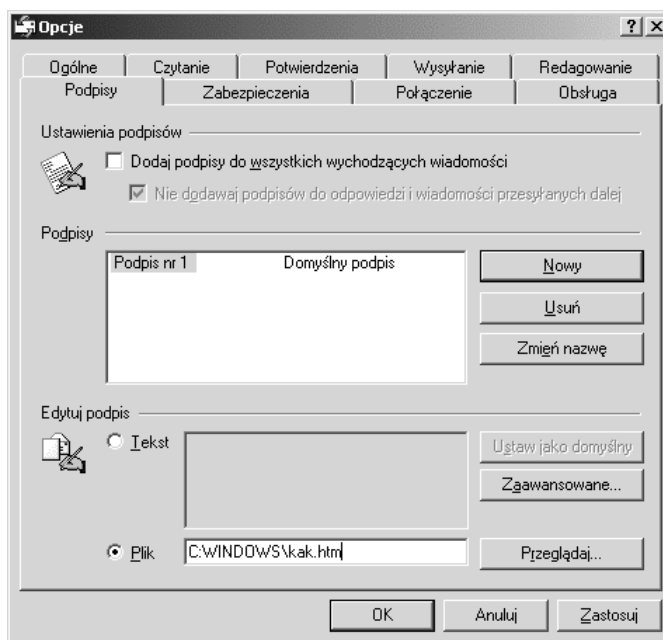 Opcje
Ogólne Czytanie Potwierdzenia Wysyłanie Redagowanie
Podpisy Zabezpieczenia Połączenie Obsługa
Ustawienia podpisów
Dodaj podpisy do wszystkich wychodzących wiadomości
Nie dodawaj podpisów do odpowiedzi i wiadomości przesyłanych dalej
Podpisy
Podpis nr 1 Domyślny podpis
Nowy
Usuń
Zmień nazwę
Edytuj podpis
Tekst
Ustaw jako domyślny
Zaawansowane...
Plik C:WINDOWS\kak.htm Przeglądaj...
OK Anuluj Zastosuj